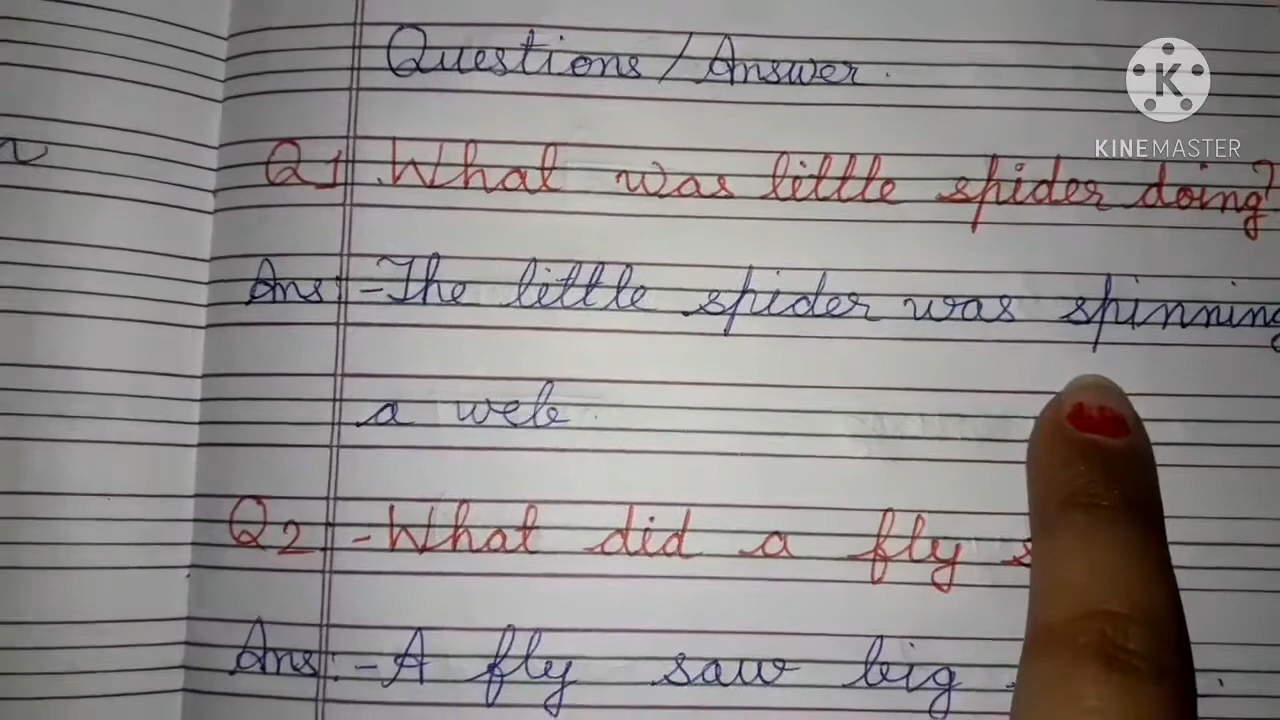 Questions/Answer.
Q1. What was little spider doing?
Ans:-The little spider was spinning
a web.
Q2 -What did a fly
Ans:-A fly saw big
K
KINEMASTER